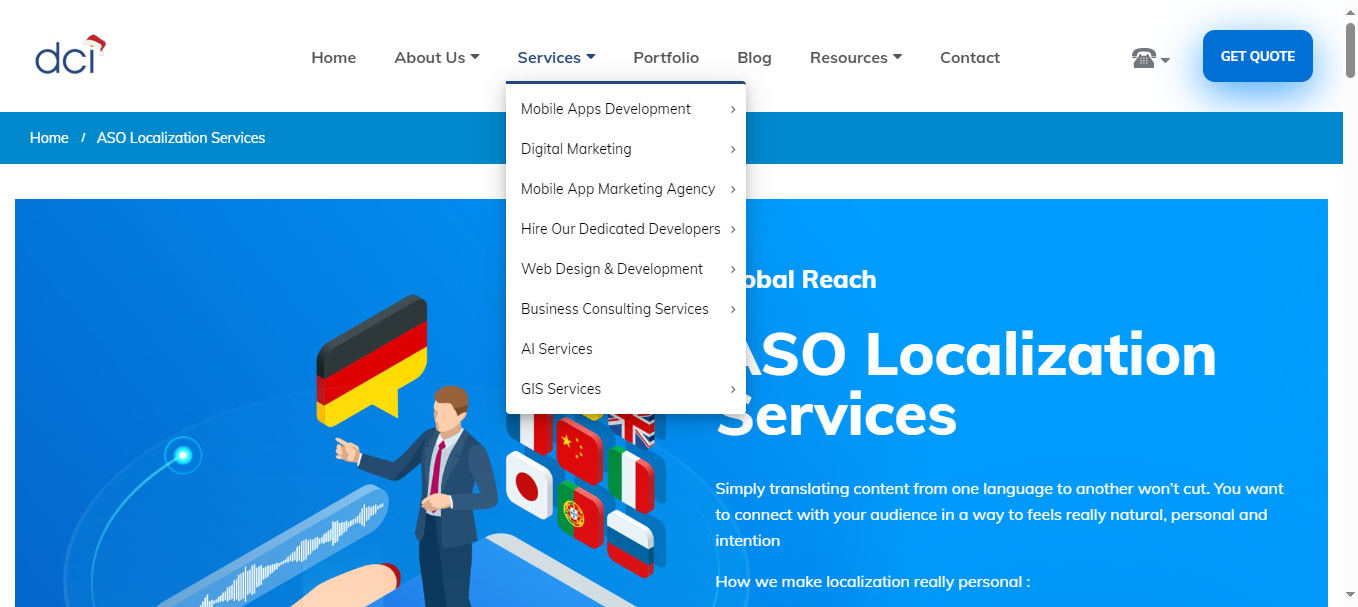 dci
Home
About Us
Services
Portfolio
Blog
Resources
Contact
GET QUOTE
Mobile Apps Development
Digital Marketing
Mobile App Marketing Agency
Hire Our Dedicated Developers
Web Design & Development
Business Consulting Services
AI Services
GIS Services
Home / ASO Localization Services
Reach
ASO Localization
Services
Simply translating content from one language to another won't cut. You want
to connect with your audience in a way to feels really natural, personal and
intention
How we make localization really personal :